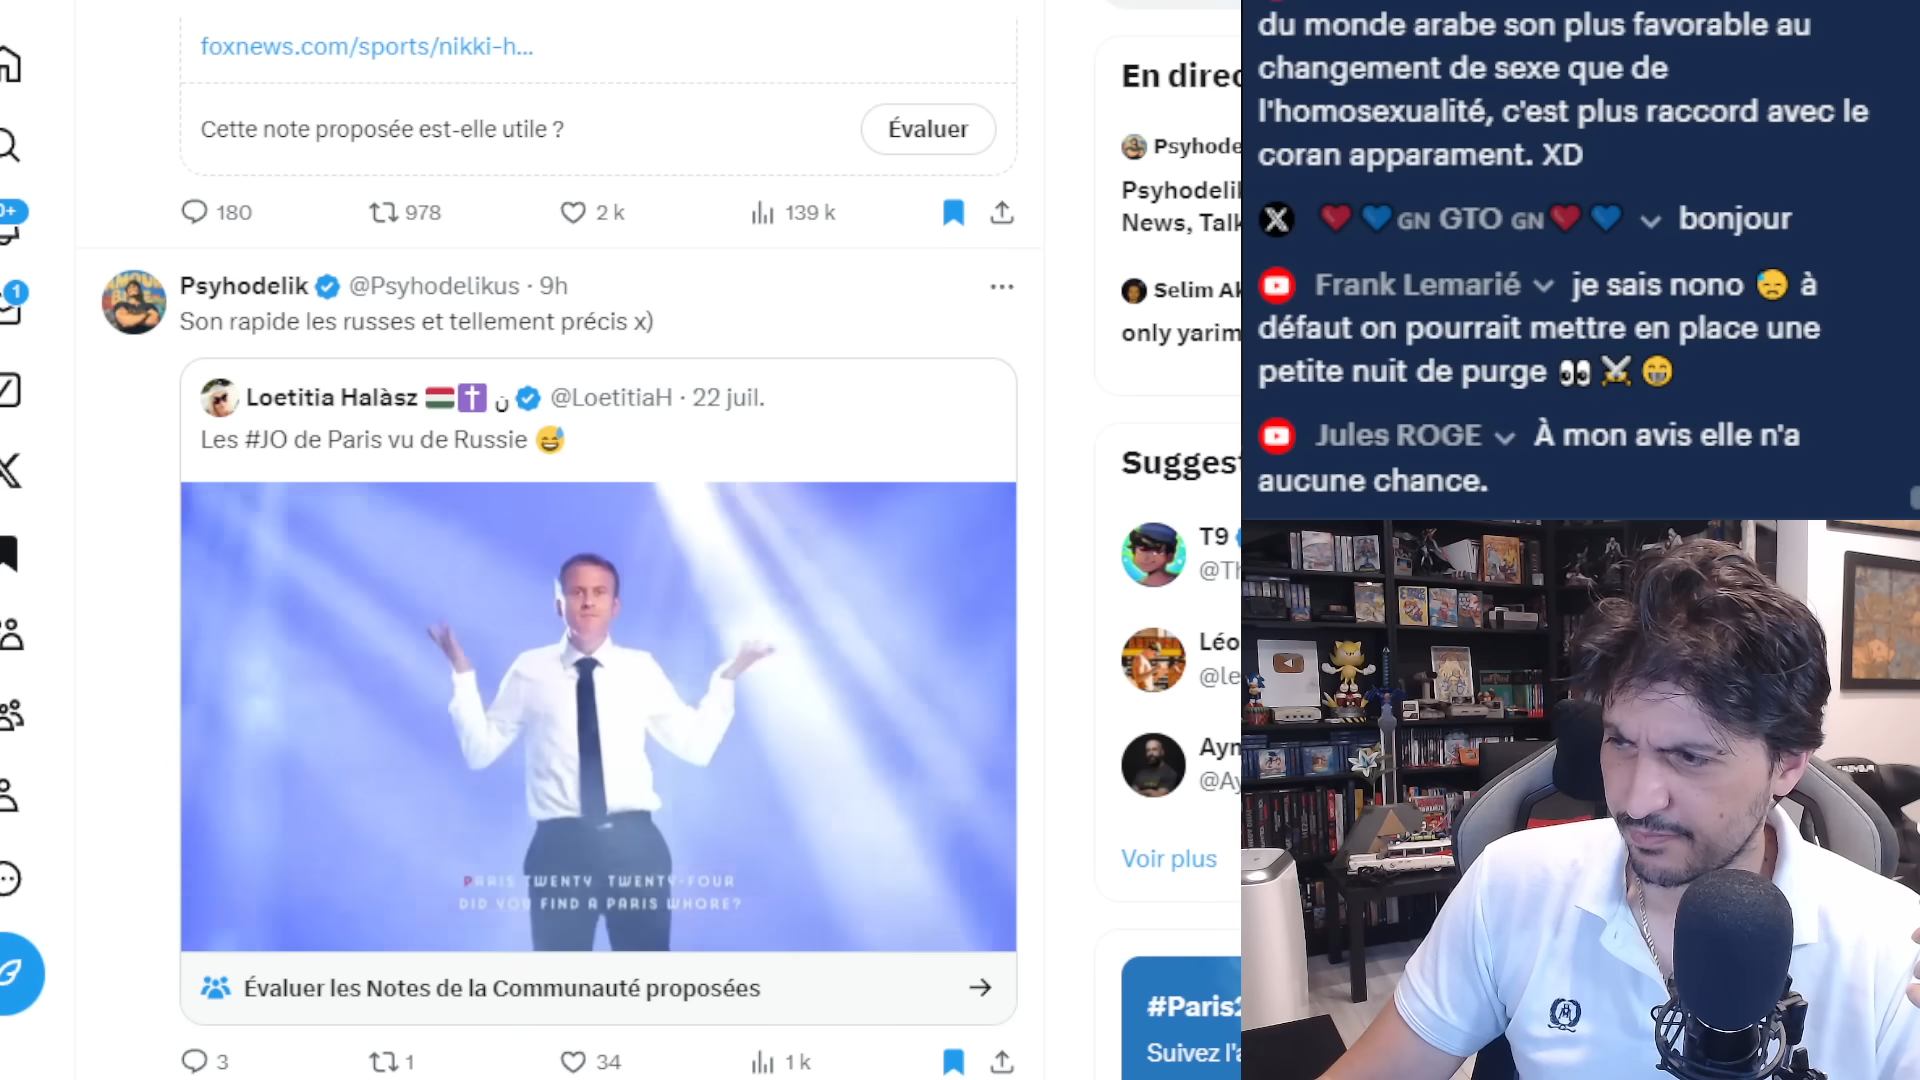 foxnews.com/sports/nikki-h...
Cette note proposée est-elle utile ?
Évaluer
180
978
2 k
139 k
Psyhodelik @Psyhodelikus · 9h
Son rapide les russes et tellement précis x)
Loetitia Halàsz ن @LoetitiaH · 22 juil.
Les #JO de Paris vu de Russie
PARIS TWENTY TWENTY-FOUR
DID YOU FIND A PARIS WHORE?
Évaluer les Notes de la Communauté proposées
3
1
34
1 k
1
En direc
Psyhode
Psyhodelik
News, Talk
Selim Ak
only yarim
Suggest
T9
@Th
Léo
@le
Aym
@Ay
Voir plus
#Paris2
Suivez l'a
du monde arabe son plus favorable au
changement de sexe que de
l'homosexualité, c'est plus raccord avec le
coran apparament. XD
GN GTO GN bonjour
Frank Lemarié je sais nono à
défaut on pourrait mettre en place une
petite nuit de purge
Jules ROGE À mon avis elle n'a
aucune chance.